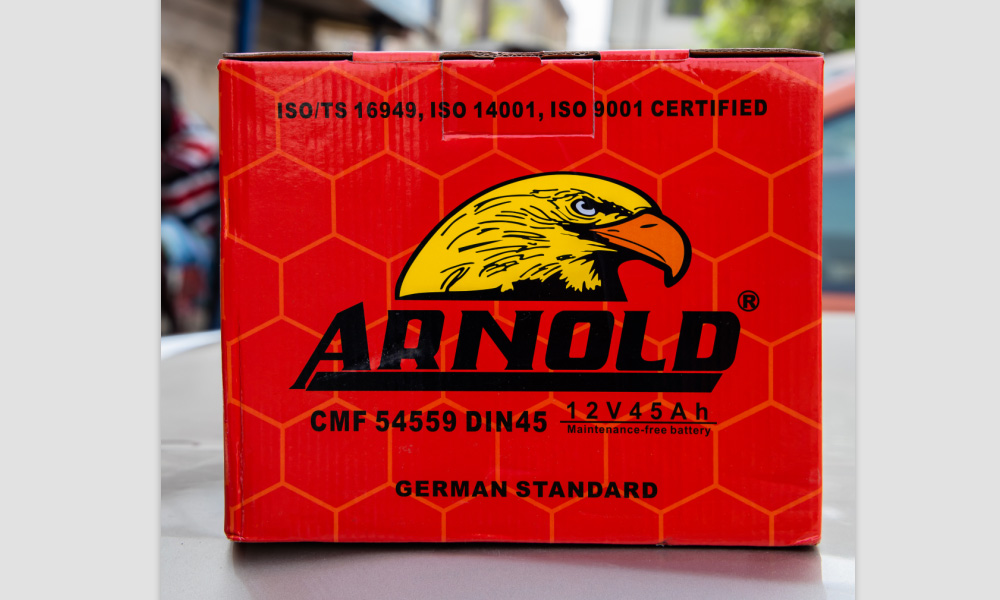 ISO/TS 16949, ISO 14001, ISO 9001 CERTIFIED
ARNOLD®
CMF 54559 DIN45
12V45Ah
Maintenance-free battery
GERMAN STANDARD